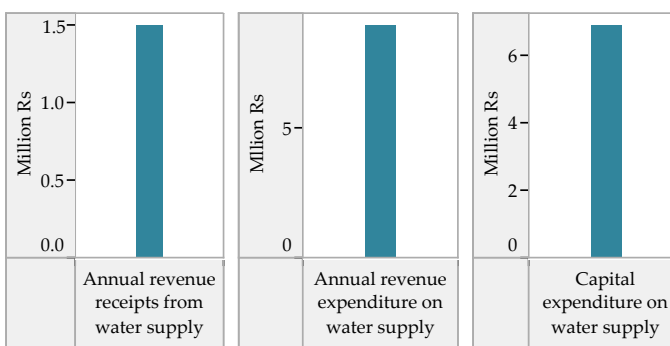 Million Rs
1.5
1.0
0.5
0.0
Annual revenue
receipts from
water supply
MIlion Rs
5
0
Annual revenue
expenditure on
water supply
Million Rs
6
4
2
0
Capital
expenditure on
water supply